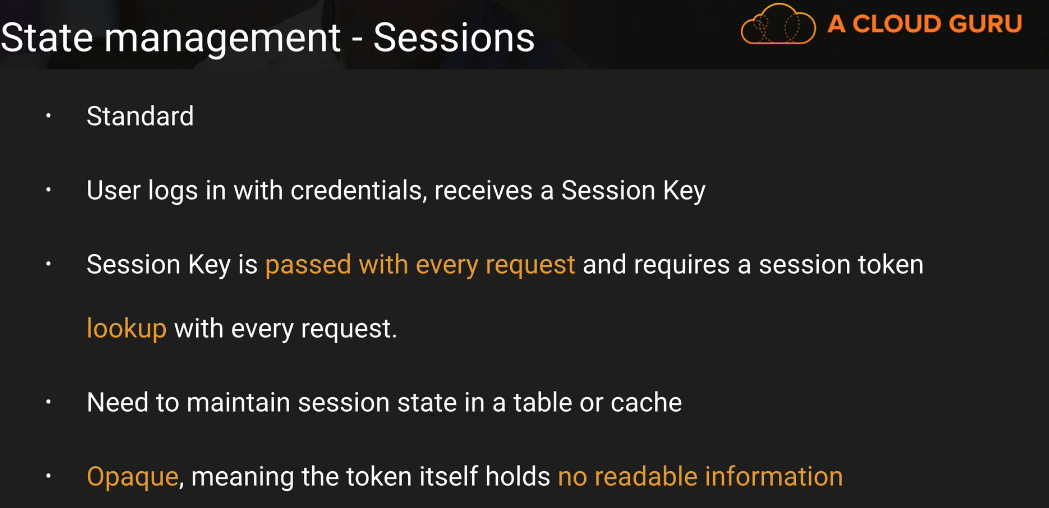 State management - Sessions
A CLOUD GURU
• Standard
• User logs in with credentials, receives a Session Key
• Session Key is passed with every request and requires a session token
lookup with every request.
• Need to maintain session state in a table or cache
• Opaque, meaning the token itself holds no readable information